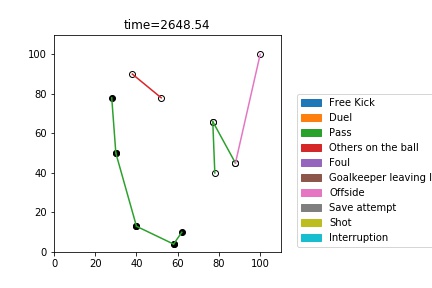 time=2648.54
100
80
60
40
20
0
0
20
40
60
80
100
Free Kick
Duel
Pass
Others on the ball
Foul
Goalkeeper leaving l
Offside
Save attempt
Shot
Interruption